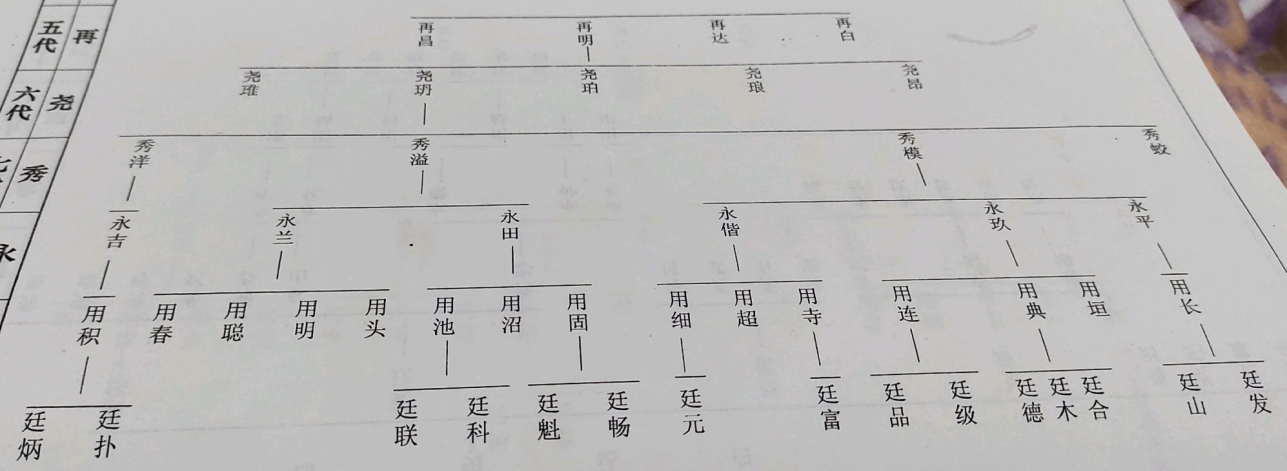 五代 再 再昌 再明 再达 再白
六代 尧 尧琟 尧玬 尧珀 尧琅 尧昂
秀 秀洋 秀溢 秀模 秀蛟
永 永吉 永兰 永田 永偕 永玖 永平
用积 用春 用聪 用明 用头 用池 用沼 用固 用细 用超 用寺 用连 用典 用垣 用长
廷炳 廷扑 廷联 廷科 廷魁 廷畅 廷元 廷富 廷品 廷级 廷德 廷木 廷合 廷山 廷发